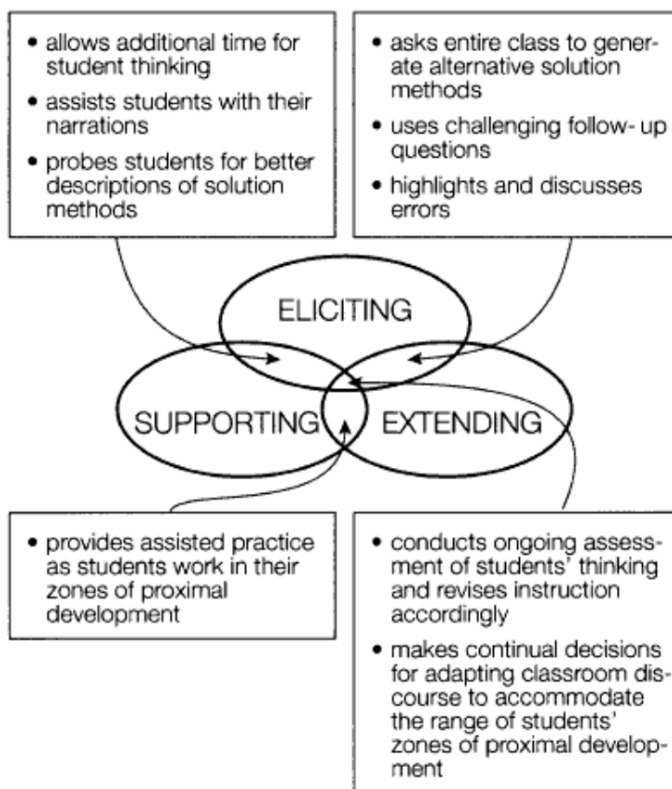 • allows additional time for
student thinking
• assists students with their
narrations
• probes students for better
descriptions of solution
methods
• asks entire class to gener-
ate alternative solution
methods
• uses challenging follow- up
questions
• highlights and discusses
errors
ELICITING
SUPPORTING
EXTENDING
• provides assisted practice
as students work in their
zones of proximal
development
• conducts ongoing assess-
ment of students' thinking
and revises instruction
accordingly
• makes continual decisions
for adapting classroom dis-
course to accommodate
the range of students'
zones of proximal develop-
ment